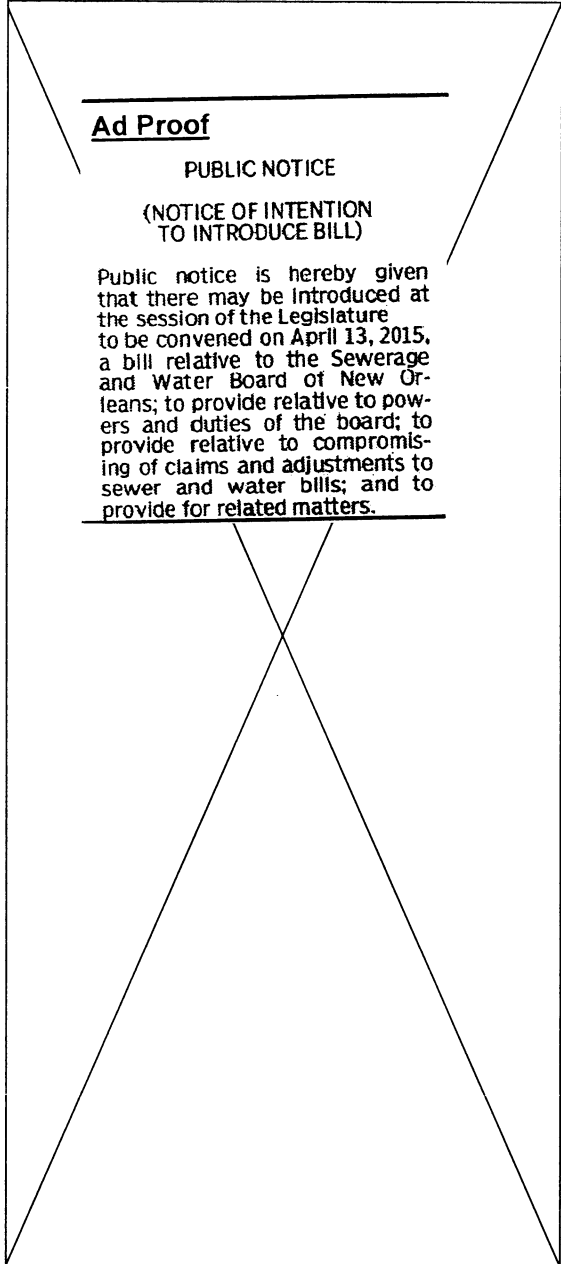 Ad Proof
PUBLIC NOTICE
(NOTICE OF INTENTION
TO INTRODUCE BILL)
Public notice is hereby given
that there may be introduced at
the session of the Legislature
to be convened on April 13, 2015,
a bill relative to the Sewerage
and Water Board of New Or-
leans; to provide relative to pow-
ers and duties of the board; to
provide relative to compromis-
ing of claims and adjustments to
sewer and water bills; and to
provide for related matters.